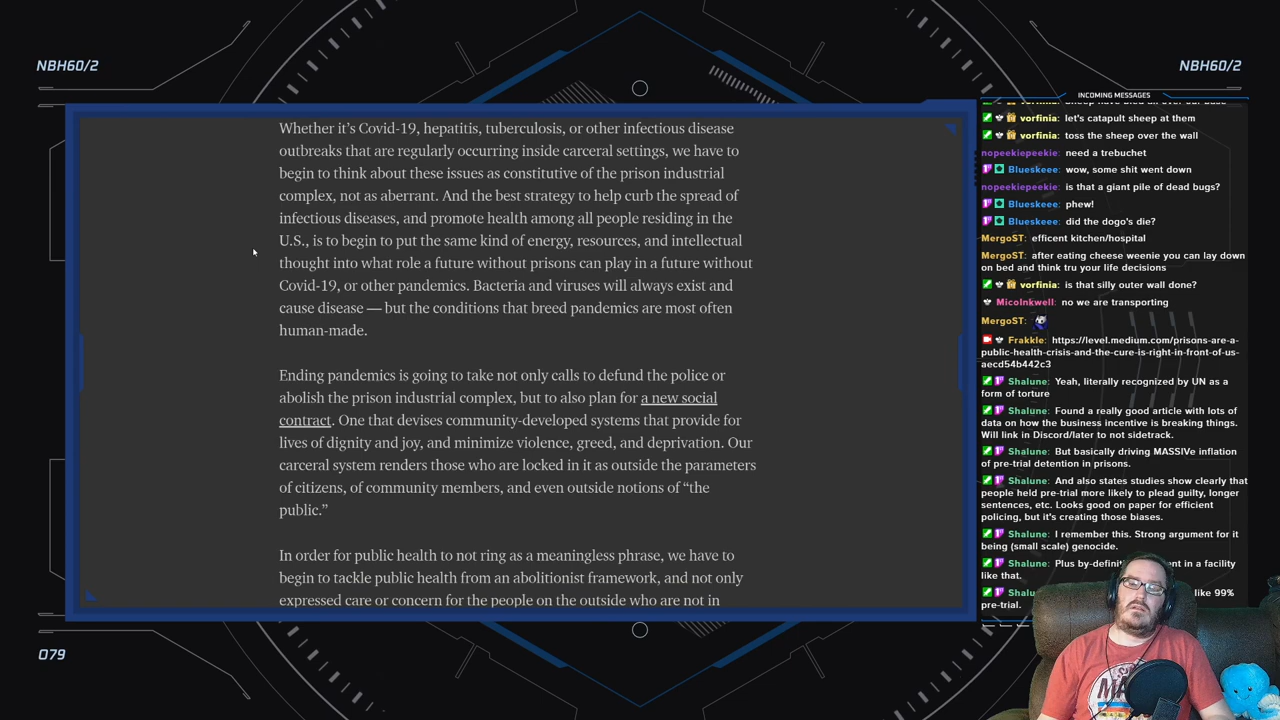 NBH60/2
NBH60/2
Whether it's Covid-19, hepatitis, tuberculosis, or other infectious disease
outbreaks that are regularly occurring inside carceral settings, we have to
begin to think about these issues as constitutive of the prison industrial
complex, not as aberrant. And the best strategy to help curb the spread of
infectious diseases, and promote health among all people residing in the
U.S., is to begin to put the same kind of energy, resources, and intellectual
thought into what role a future without prisons can play in a future without
Covid-19, or other pandemics. Bacteria and viruses will always exist and
cause disease — but the conditions that breed pandemics are most often
human-made.
Ending pandemics is going to take not only calls to defund the police or
abolish the prison industrial complex, but to also plan for a new social
contract. One that devises community-developed systems that provide for
lives of dignity and joy, and minimize violence, greed, and deprivation. Our
carceral system renders those who are locked in it as outside the parameters
of citizens, of community members, and even outside notions of “the
public.”
In order for public health to not ring as a meaningless phrase, we have to
begin to tackle public health from an abolitionist framework, and not only
expressed care or concern for the people on the outside who are not in
079
INCOMING MESSAGES
vorfinia: let's catapult sheep at them
vorfinia: toss the sheep over the wall
nopeekiepeekie: need a trebuchet
Blueskeee: wow, some shit went down
nopeekiepeekie: is that a giant pile of dead bugs?
Blueskeee: phew!
Blueskeee: did the dogo's die?
MergoST: efficent kitchen/hospital
MergoST: after eating cheese weenie you can lay down
on bed and think tru your life decisions
vorfinia: is that silly outer wall done?
MicoInkwell: no we are transporting
MergoST:
Frakkle: https://level.medium.com/prisons-are-a-
public-health-crisis-and-the-cure-is-right-in-front-of-us-
aecd54b442c3
Shalune: Yeah, literally recognized by UN as a
form of torture
Shalune: Found a really good article with lots of
data on how the business incentive is breaking things.
Will link in Discord/later to not sidetrack.
Shalune: But basically driving MASSIVe inflation
of pre-trial detention in prisons.
Shalune: And also states studies show clearly that
people held pre-trial more likely to plead guilty, longer
sentences, etc. Looks good on paper for efficient
policing, but it's creating those biases.
Shalune: I remember this. Strong argument for it
being (small scale) genocide.
Shalune: Plus in a facility
like that.
like 99%
pre-trial.